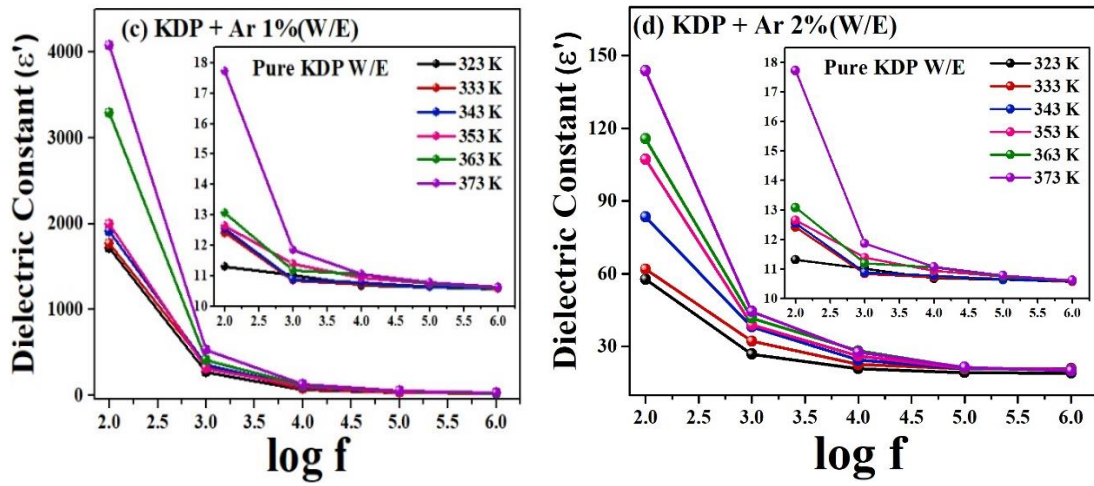 (c) KDP + Ar 1%(W/E)
Dielectric Constant (ε')
4000
3000
2000
1000
0
Pure KDP W/E
18
17
16
15
14
13
12
11
10
2.0 2.5 3.0 3.5 4.0 4.5 5.0 5.5 6.0
323 K
333 K
343 K
353 K
363 K
373 K
2.0 2.5 3.0 3.5 4.0 4.5 5.0 5.5 6.0
log f
(d) KDP + Ar 2%(W/E)
Dielectric Constant (ε')
150
120
90
60
30
Pure KDP W/E
18
17
16
15
14
13
12
11
10
2.0 2.5 3.0 3.5 4.0 4.5 5.0 5.5 6.0
323 K
333 K
343 K
353 K
363 K
373 K
2.0 2.5 3.0 3.5 4.0 4.5 5.0 5.5 6.0
log f